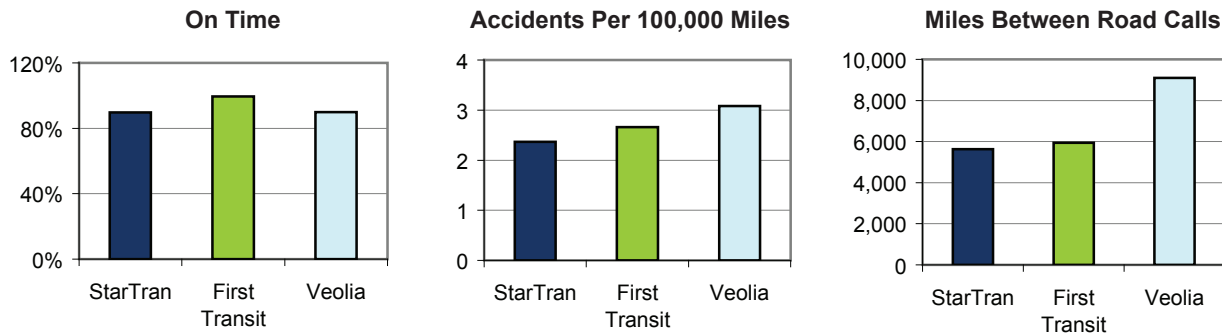 On Time
120%
80%
40%
0%
StarTran
First
Transit
Veolia
Accidents Per 100,000 Miles
4
3
2
1
0
StarTran
First
Transit
Veolia
Miles Between Road Calls
10,000
8,000
6,000
4,000
2,000
0
StarTran
First
Transit
Veolia